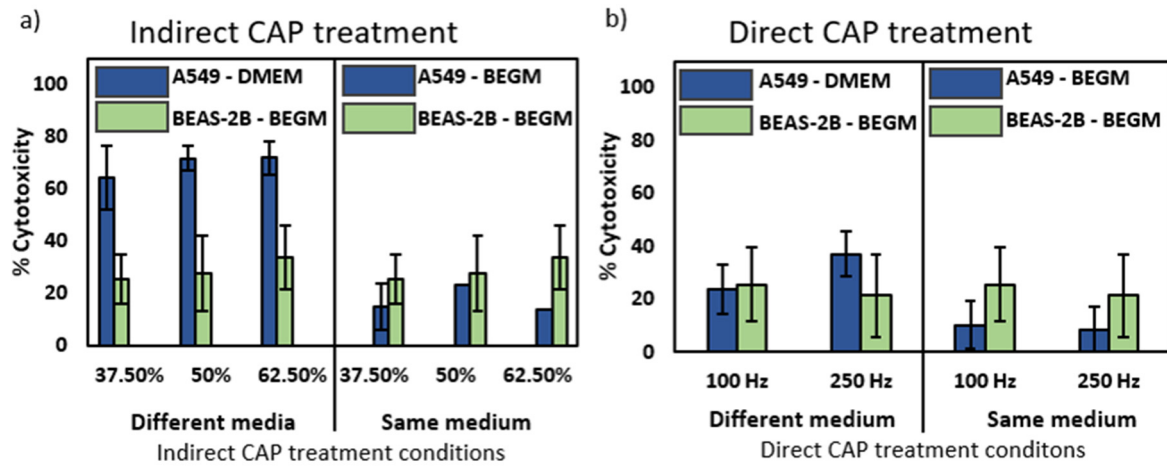 a)
Indirect CAP treatment
% Cytotoxicity
100
80
60
40
20
0
A549 - DMEM
BEAS-2B - BEGM
A549 - BEGM
BEAS-2B - BEGM
37.50% 50% 62.50% 37.50% 50% 62.50%
Different media Same medium
Indirect CAP treatment conditions
b)
Direct CAP treatment
% Cytotoxicity
100
80
60
40
20
0
A549 - DMEM
BEAS-2B - BEGM
A549 - BEGM
BEAS-2B - BEGM
100 Hz 250 Hz 100 Hz 250 Hz
Different medium Same medium
Direct CAP treatment conditons